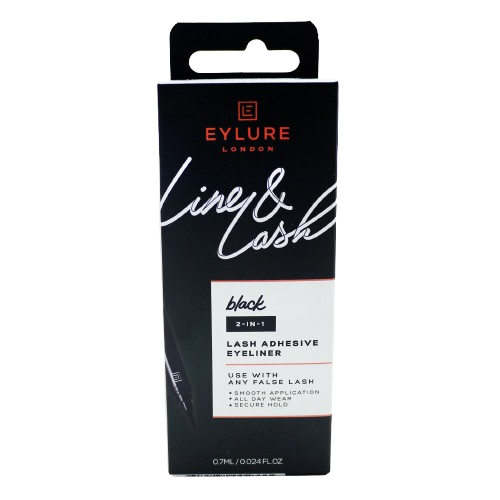 EYLURE
LONDON
Line &
Lash
black
2-IN-1
LASH ADHESIVE
EYELINER
USE WITH
ANY FALSE LASH
• SMOOTH APPLICATION
• ALL DAY WEAR
• SECURE HOLD
0.7ML / 0.024 FL.OZ